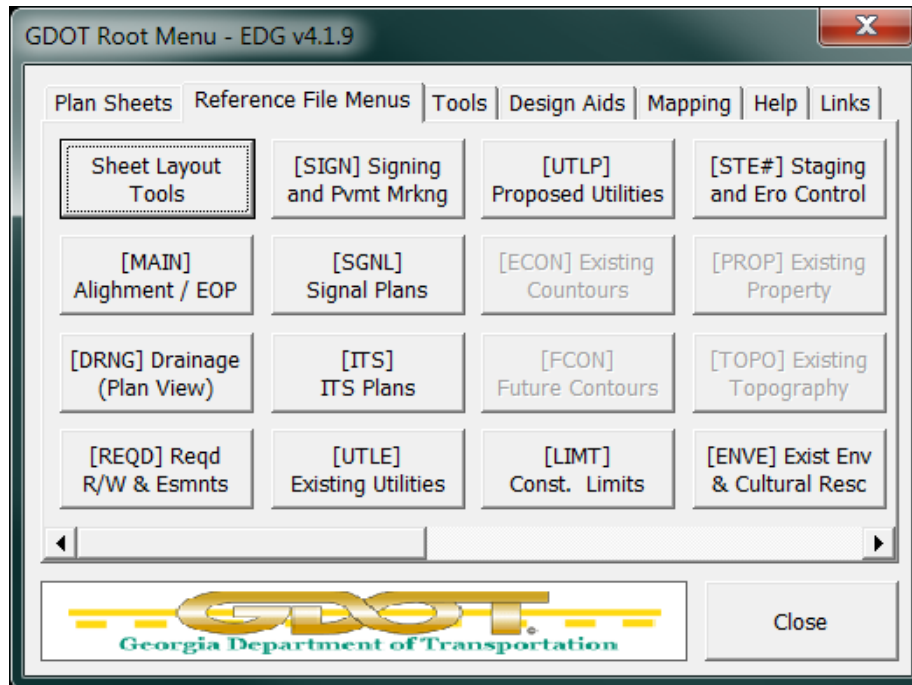 GDOT Root Menu - EDG v4.1.9
Plan Sheets Reference File Menus Tools Design Aids Mapping Help Links
Sheet Layout
Tools
[SIGN] Signing
and Pvmt Mrkng
[UTLP]
Proposed Utilities
[STE#] Staging
and Ero Control
[MAIN]
Alighment / EOP
[SGNL]
Signal Plans
[ECON] Existing
Countours
[PROP] Existing
Property
[DRNG] Drainage
(Plan View)
[ITS]
ITS Plans
[FCON]
Future Contours
[TOPO] Existing
Topography
[REQD] Reqd
R/W & Esmnts
[UTLE]
Existing Utilities
[LIMT]
Const. Limits
[ENVE] Exist Env
& Cultural Resc
GDOT
Georgia Department of Transportation
Close